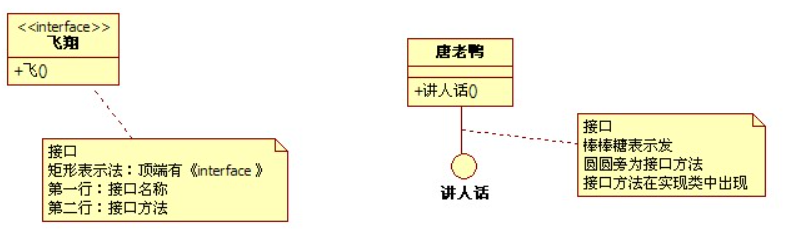 <<interface>>
飞翔
+飞()
接口
矩形表示法：顶端有《interface 》
第一行：接口名称
第二行：接口方法
唐老鸭
+讲人话()
讲人话
接口
棒棒糖表示发
圆圆旁为接口方法
接口方法在实现类中出现